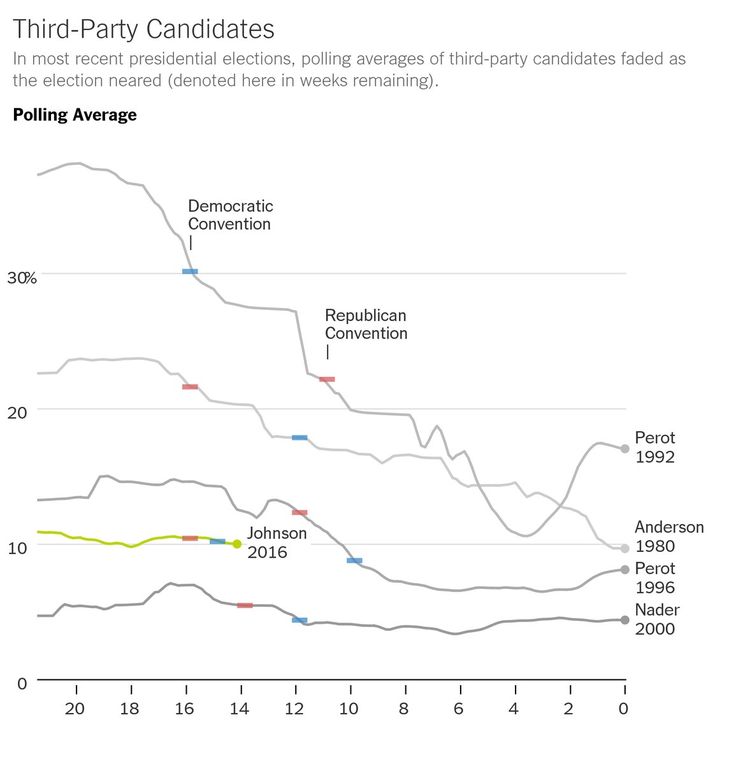 Third-Party Candidates
In most recent presidential elections, polling averages of third-party candidates faded as
the election neared (denoted here in weeks remaining).
Polling Average
Democratic
Convention
30%
Republican
Convention
20
Perot
1992
Johnson
2016
Anderson
1980
10
Perot
1996
Nader
2000
0
20 18 16 14 12 10 8 6 4 2 0